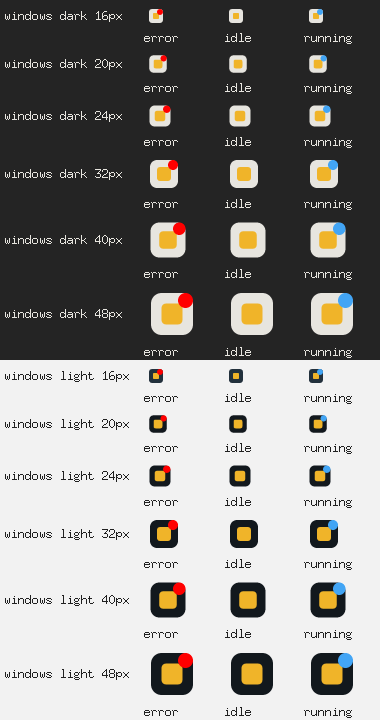 windows dark 16px
error idle running
windows dark 20px
error idle running
windows dark 24px
error idle running
windows dark 32px
error idle running
windows dark 40px
error idle running
windows dark 48px
error idle running
windows light 16px
error idle running
windows light 20px
error idle running
windows light 24px
error idle running
windows light 32px
error idle running
windows light 40px
error idle running
windows light 48px
error idle running